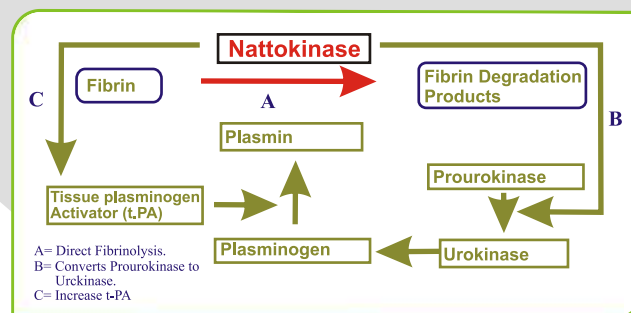 Nattokinase
C
Fibrin
A
Fibrin Degradation
Products
B
Plasmin
Prourokinase
Tissue plasminogen
Activator (t.PA)
Plasminogen
Urokinase
A= Direct Fibrinolysis.
B= Converts Prourokinase to
Urckinase.
C= Increase t-PA